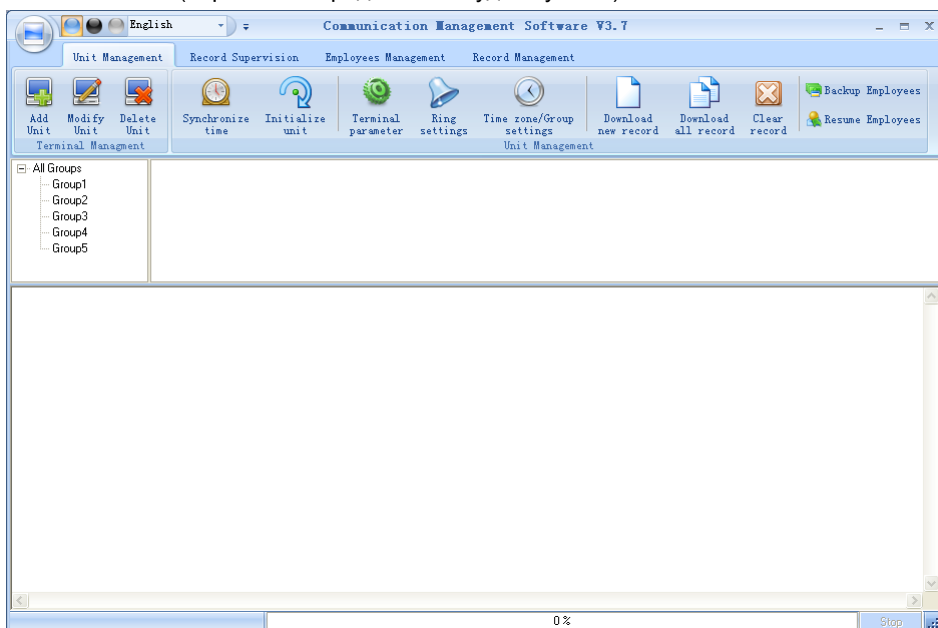 English
Communication Management Software V3.7
Unit Management
Record Supervision
Employees Management
Record Management
Add Unit
Modify Unit
Delete Unit
Terminal Managment
Synchronize time
Initialize unit
Terminal parameter
Ring settings
Time zone/Group settings
Download new record
Download all record
Clear record
Backup Employees
Resume Employees
Unit Management
All Groups
Group1
Group2
Group3
Group4
Group5
0%
Stop